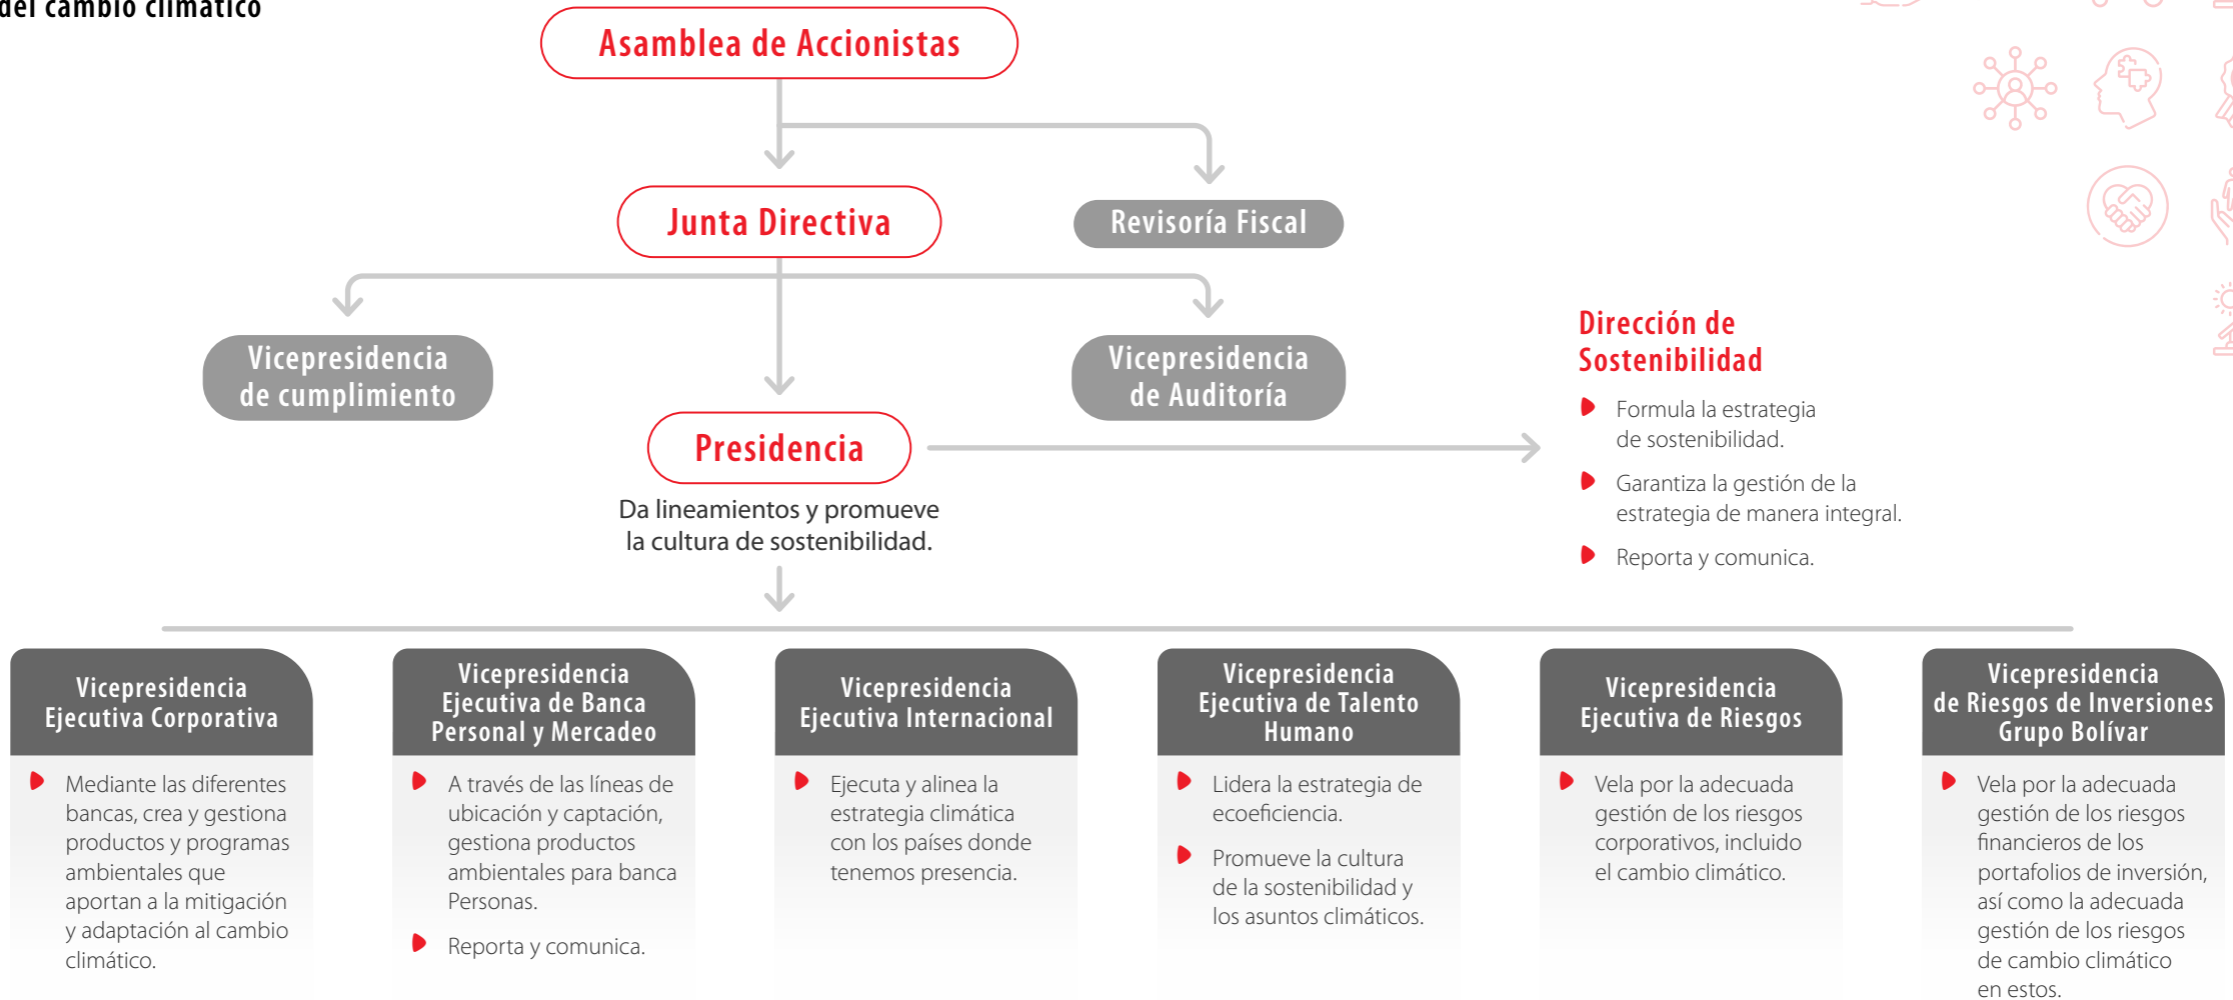 del cambio climático
Asamblea de Accionistas
Junta Directiva
Revisoría Fiscal
Vicepresidencia
de cumplimiento
Vicepresidencia
de Auditoría
Presidencia
Da lineamientos y promueve
la cultura de sostenibilidad.
Dirección de
Sostenibilidad
Formula la estrategia
de sostenibilidad.
Garantiza la gestión de la
estrategia de manera integral.
Reporta y comunica.
Vicepresidencia
Ejecutiva Corporativa
Mediante las diferentes
bancas, crea y gestiona
productos y programas
ambientales que
aportan a la mitigación
y adaptación al cambio
climático.
Vicepresidencia
Ejecutiva de Banca
Personal y Mercadeo
A través de las líneas de
ubicación y captación,
gestiona productos
ambientales para banca
Personas.
Reporta y comunica.
Vicepresidencia
Ejecutiva Internacional
Ejecuta y alinea la
estrategia climática
con los países donde
tenemos presencia.
Vicepresidencia
Ejecutiva de Talento
Humano
Lidera la estrategia de
ecoeficiencia.
Promueve la cultura
de la sostenibilidad y
los asuntos climáticos.
Vicepresidencia
Ejecutiva de Riesgos
Vela por la adecuada
gestión de los riesgos
corporativos, incluido
el cambio climático.
Vicepresidencia
de Riesgos de Inversiones
Grupo Bolívar
Vela por la adecuada
gestión de los riesgos
financieros de los
portafolios de inversión,
así como la adecuada
gestión de los riesgos
de cambio climático
en estos.